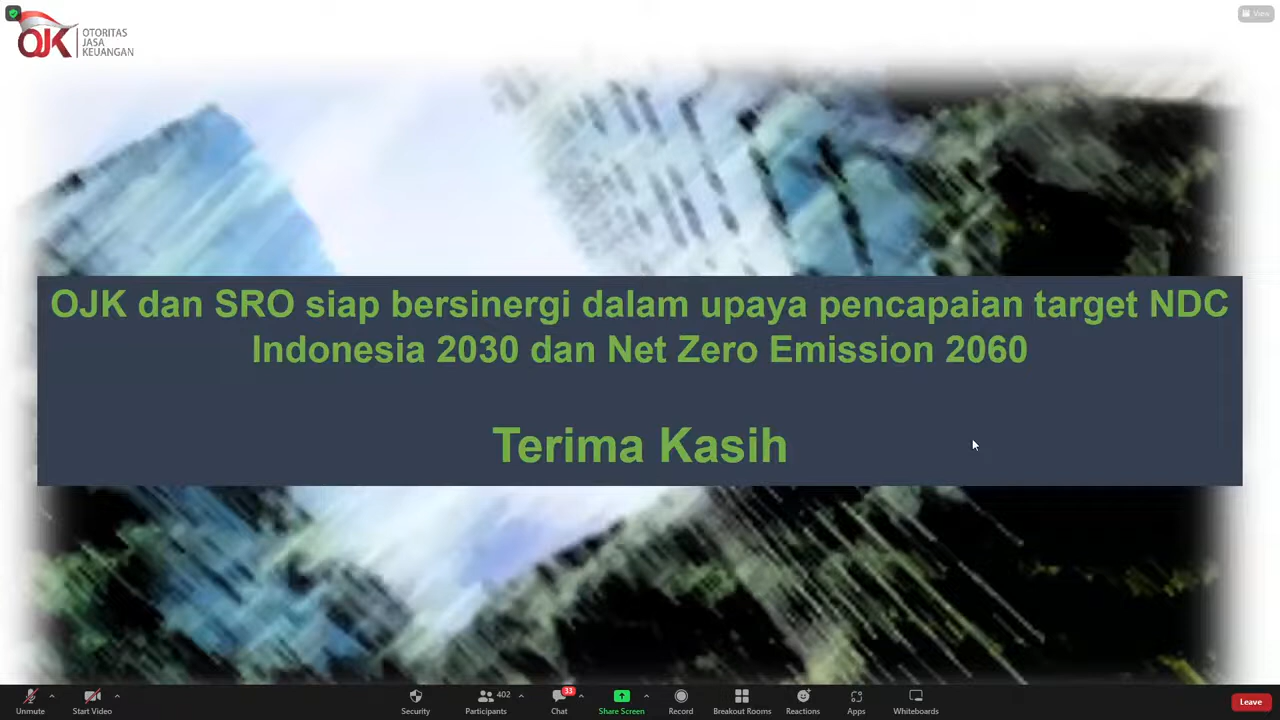 OJK
OTORITAS
JASA
KEUANGAN
View
OJK dan SRO siap bersinergi dalam upaya pencapaian target NDC
Indonesia 2030 dan Net Zero Emission 2060
Terima Kasih
Unmute
Start Video
Security
402
Participants
33
Chat
Share Screen
Record
Breakout Rooms
Reactions
Apps
Whiteboards
Leave